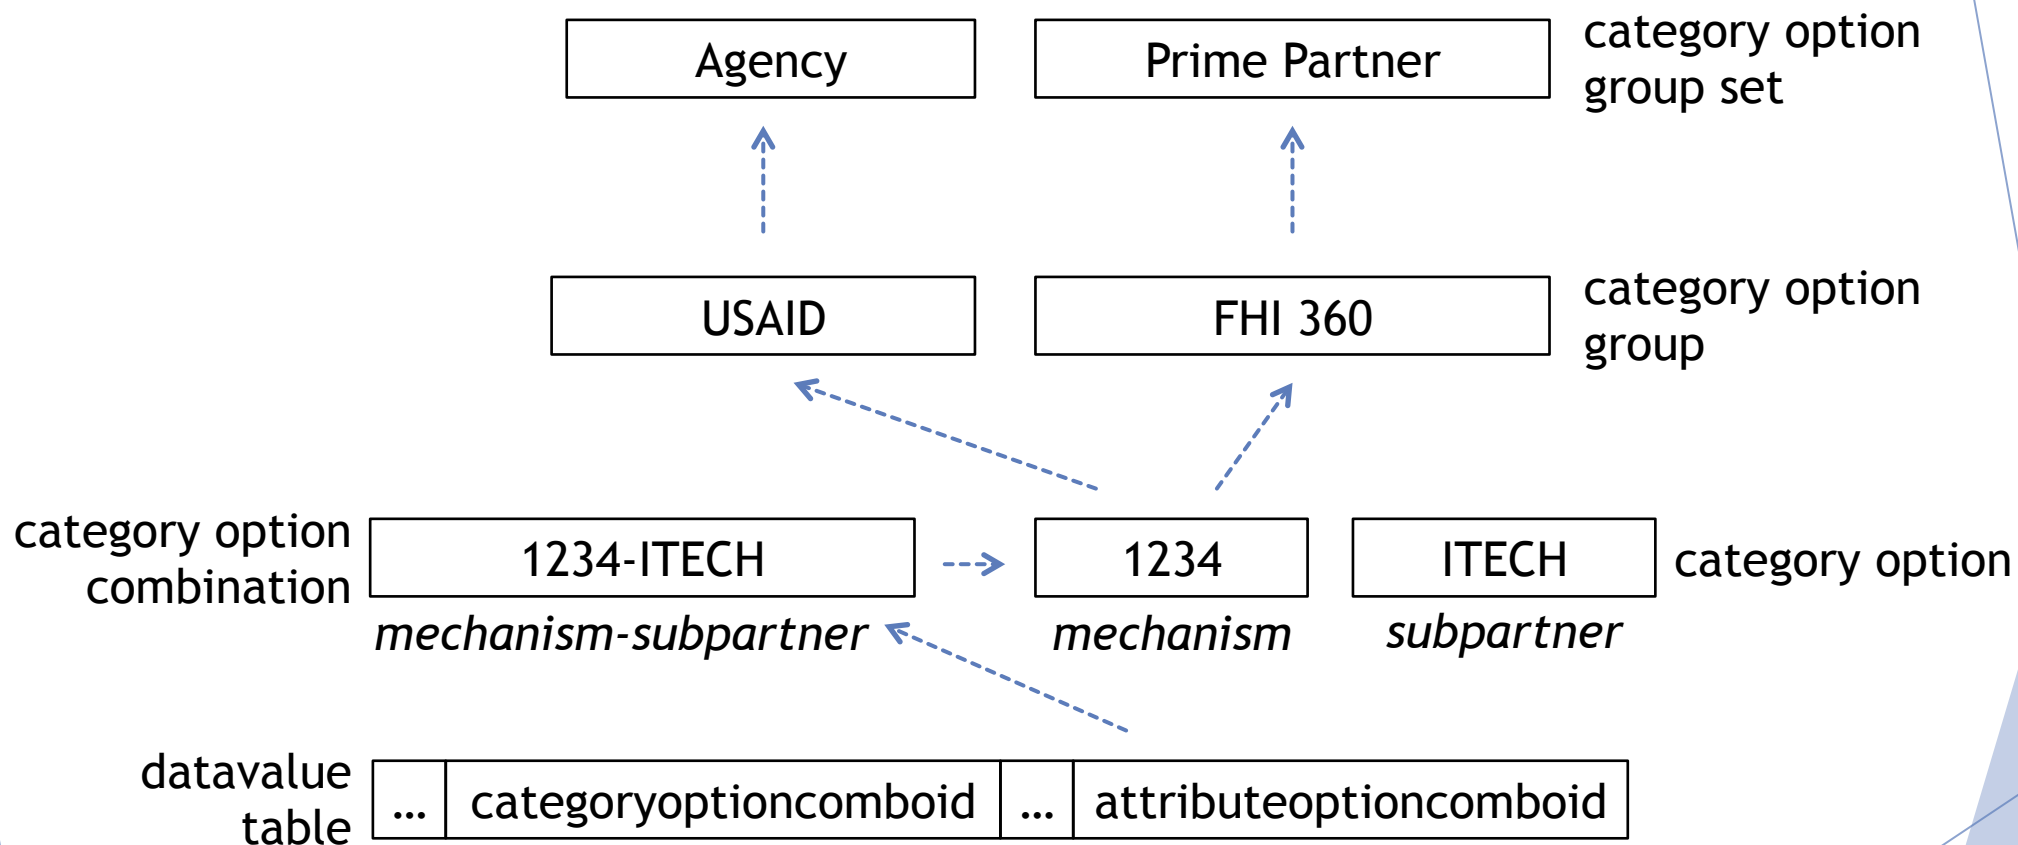 Agency
Prime Partner
category option
group set
USAID
FHI 360
category option
group
category option
combination
1234-ITECH
1234
ITECH
category option
mechanism-subpartner
mechanism
subpartner
datavalue
table
...
categoryoptioncomboid
...
attributeoptioncomboid